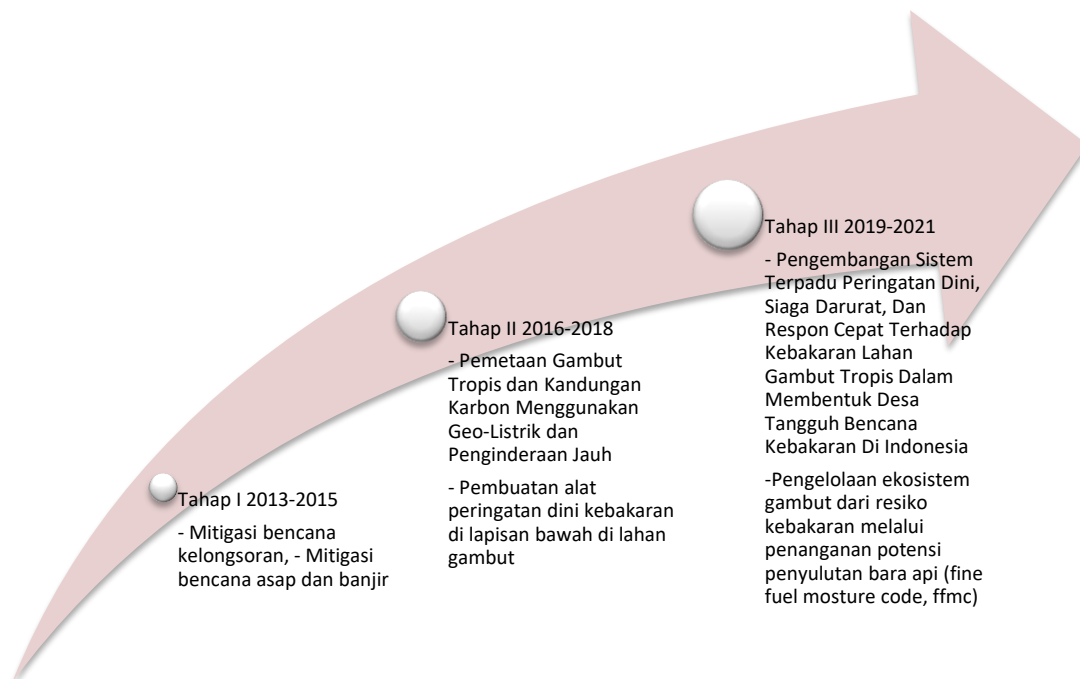 Tahap I 2013-2015
- Mitigasi bencana
kelongsoran, - Mitigasi
bencana asap dan banjir
Tahap II 2016-2018
- Pemetaan Gambut
Tropis dan Kandungan
Karbon Menggunakan
Geo-Listrik dan
Penginderaan Jauh
- Pembuatan alat
peringatan dini kebakaran
di lapisan bawah di lahan
gambut
Tahap III 2019-2021
- Pengembangan Sistem
Terpadu Peringatan Dini,
Siaga Darurat, Dan
Respon Cepat Terhadap
Kebakaran Lahan
Gambut Tropis Dalam
Membentuk Desa
Tangguh Bencana
Kebakaran Di Indonesia
-Pengelolaan ekosistem
gambut dari resiko
kebakaran melalui
penanganan potensi
penyulutan bara api (fine
fuel mosture code, ffmc)